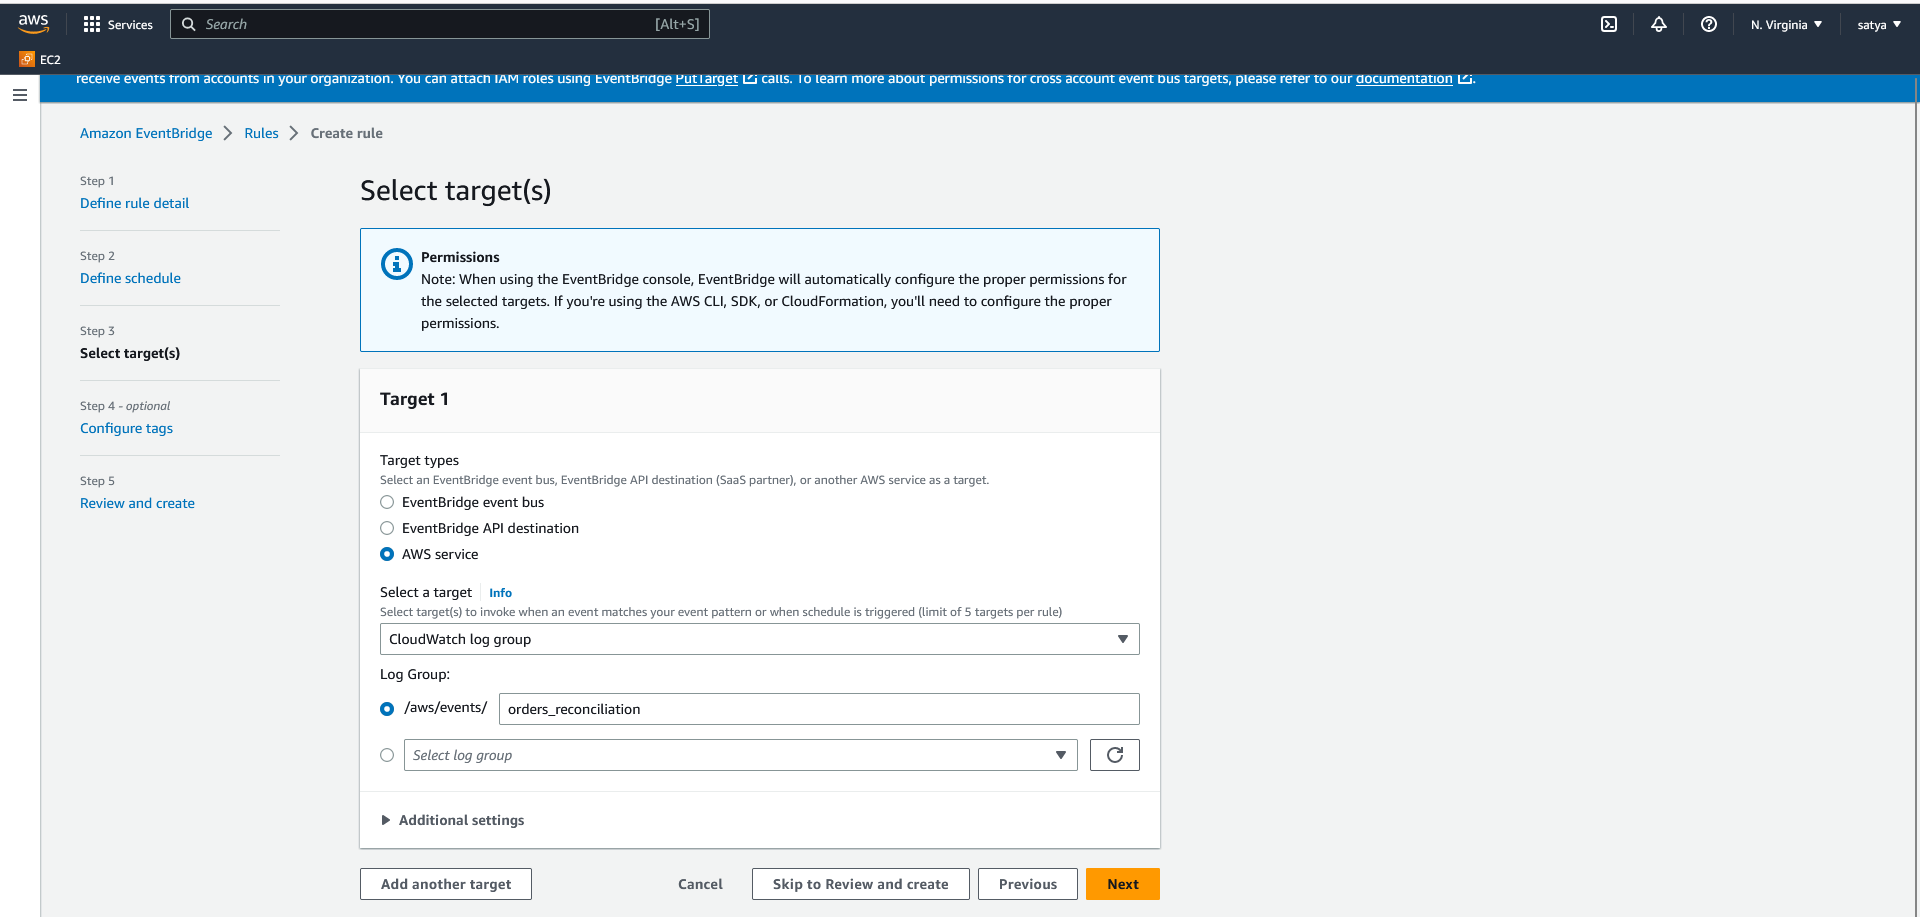 aws
Services
Search
[Alt+S]
N. Virginia
satya
EC2
receive events from accounts in your organization. You can attach IAM roles using EventBridge PutTarget calls. To learn more about permissions for cross account event bus targets, please refer to our documentation.
Amazon EventBridge
Rules
Create rule
Step 1
Define rule detail
Step 2
Define schedule
Step 3
Select target(s)
Step 4 - optional
Configure tags
Step 5
Review and create
Select target(s)
Permissions
Note: When using the EventBridge console, EventBridge will automatically configure the proper permissions for
the selected targets. If you're using the AWS CLI, SDK, or CloudFormation, you'll need to configure the proper
permissions.
Target 1
Target types
Select an EventBridge event bus, EventBridge API destination (SaaS partner), or another AWS service as a target.
EventBridge event bus
EventBridge API destination
AWS service
Select a target
Info
Select target(s) to invoke when an event matches your event pattern or when schedule is triggered (limit of 5 targets per rule)
CloudWatch log group
Log Group:
/aws/events/
orders_reconciliation
Select log group
Additional settings
Add another target
Cancel
Skip to Review and create
Previous
Next